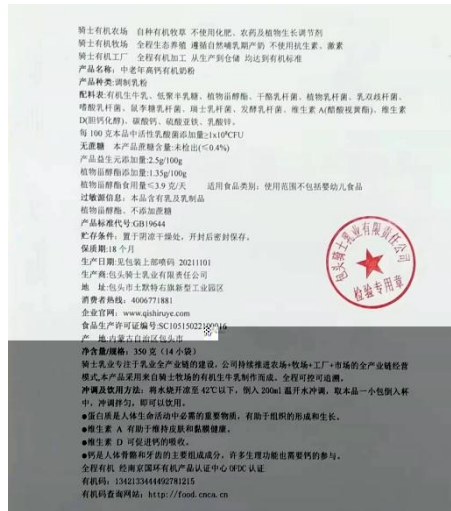 骑士有机农场 自种有机牧草 不使用化肥、农药及植物生长调节剂
骑士有机牧场 全程生态养殖 遵循自然哺乳期产奶 不使用抗生素、激素
骑士有机工厂 全程有机加工 从生产到仓储 均达到有机标准
产品名称：中老年高钙有机奶粉
产品种类:调制乳粉
配料表:有机生牛乳、低聚半乳糖、植物甾醇酯、干酪乳杆菌、植物乳杆菌、乳双歧杆菌、
嗜酸乳杆菌、鼠李糖乳杆菌、瑞士乳杆菌、发酵乳杆菌、维生素A(醋酸视黄酯)、维生素
D(胆钙化醇)、碳酸钙、硫酸亚铁、乳酸锌。
每100克本品中活性乳酸菌添加量≥1x10⁸CFU
无蔗糖 本产品蔗糖含量:未检出(≤0.4%)
产品益生元添加量:2.5g/100g
植物甾醇酯添加量:1.35g/100g
植物甾醇酯食用量≤3.9克/天 适用食品类别：使用范围不包括婴幼儿食品
过敏源信息：本品含有乳及乳制品
植物甾醇酯、不添加蔗糖
产品标准代号:GB19644
贮存条件：置于阴凉干燥处，开封后密封保存。
保质期:18个月
生产日期:见包装上部喷码 20211101
生产商:包头骑士乳业有限责任公司
地 址:包头市土默特右旗新型工业园区
消费者热线：4006771881
企业官网：www.qishiruye.com
食品生产许可证编号:SC10515022100016
产 地:内蒙古自治区包头市
净含量/规格：350克（14小袋）
骑士乳业专注于乳业全产业链的建设，公司持续推进农场+牧场+工厂+市场的全产业链经营
模式,本产品采用来自骑士牧场的有机生牛乳制作而成，全程可控可追溯。
冲调及饮用方法：将水烧开凉至42℃以下，倒入200ml温开水冲调，取本品一小包倒入杯
中，冲调拌匀，即可以饮用。
●蛋白质是人体生命活动中必需的重要物质，有助于组织的形成和生长。
●维生素 A 有助于维持皮肤和黏膜健康。
●维生素 D 可促进钙的吸收。
●钙是人体骨骼和牙齿的主要组成成分，许多生理功能也需要钙的参与。
全程有机 经南京国环有机产品认证中心OFDC认证
有机码：1342133444492781215
有机码查询网站：http://food.cnca.cn
包头骑士乳业有限责任公司
检验专用章